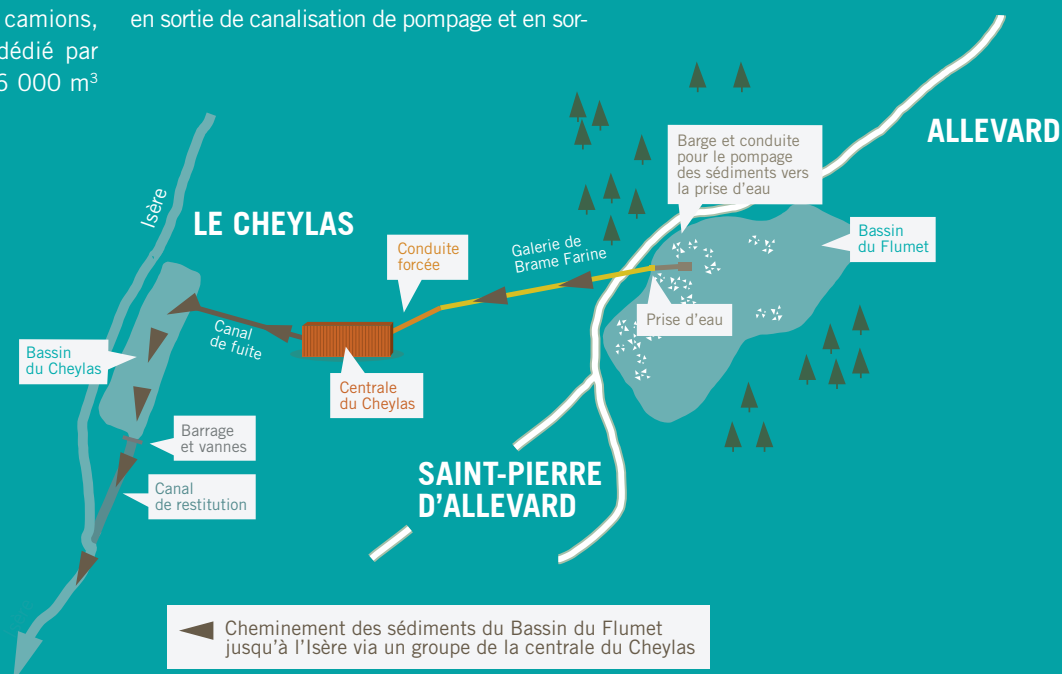 camions,
dédié par
6 000 m³
en sortie de canalisation de pompage et en sor-
ALLEVARD
Barge et conduite
pour le pompage
des sédiments vers
la prise d'eau
Isère
LE CHEYLAS
Bassin
du Flumet
Conduite
forcée
Galerie de
Brame Farine
Prise d'eau
Canal
de fuite
Bassin
du Cheylas
Centrale
du Cheylas
Barrage
et vannes
SAINT-PIERRE
D'ALLEVARD
Canal
de restitution
Cheminement des sédiments du Bassin du Flumet
jusqu'à l'Isère via un groupe de la centrale du Cheylas